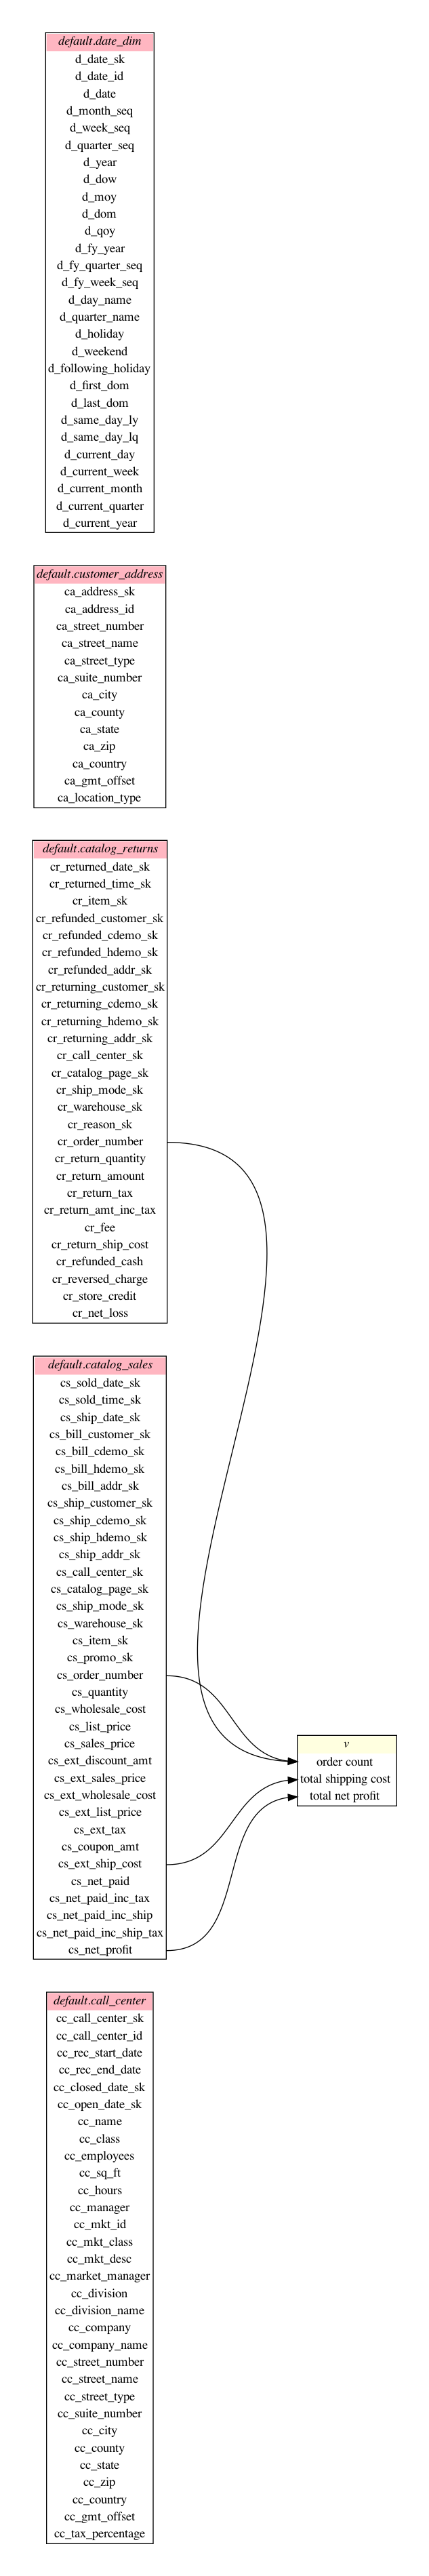 default.date_dim
d_date_sk
d_date_id
d_date
d_month_seq
d_week_seq
d_quarter_seq
d_year
d_dow
d_moy
d_dom
d_qoy
d_fy_year
d_fy_quarter_seq
d_fy_week_seq
d_day_name
d_quarter_name
d_holiday
d_weekend
d_following_holiday
d_first_dom
d_last_dom
d_same_day_ly
d_same_day_lq
d_current_day
d_current_week
d_current_month
d_current_quarter
d_current_year
default.customer_address
ca_address_sk
ca_address_id
ca_street_number
ca_street_name
ca_street_type
ca_suite_number
ca_city
ca_county
ca_state
ca_zip
ca_country
ca_gmt_offset
ca_location_type
default.catalog_returns
cr_returned_date_sk
cr_returned_time_sk
cr_item_sk
cr_refunded_customer_sk
cr_refunded_cdemo_sk
cr_refunded_hdemo_sk
cr_refunded_addr_sk
cr_returning_customer_sk
cr_returning_cdemo_sk
cr_returning_hdemo_sk
cr_returning_addr_sk
cr_call_center_sk
cr_catalog_page_sk
cr_ship_mode_sk
cr_warehouse_sk
cr_reason_sk
cr_order_number
cr_return_quantity
cr_return_amount
cr_return_tax
cr_return_amt_inc_tax
cr_fee
cr_return_ship_cost
cr_refunded_cash
cr_reversed_charge
cr_store_credit
cr_net_loss
default.catalog_sales
cs_sold_date_sk
cs_sold_time_sk
cs_ship_date_sk
cs_bill_customer_sk
cs_bill_cdemo_sk
cs_bill_hdemo_sk
cs_bill_addr_sk
cs_ship_customer_sk
cs_ship_cdemo_sk
cs_ship_hdemo_sk
cs_ship_addr_sk
cs_call_center_sk
cs_catalog_page_sk
cs_ship_mode_sk
cs_warehouse_sk
cs_item_sk
cs_promo_sk
cs_order_number
cs_quantity
cs_wholesale_cost
cs_list_price
cs_sales_price
cs_ext_discount_amt
cs_ext_sales_price
cs_ext_wholesale_cost
cs_ext_list_price
cs_ext_tax
cs_coupon_amt
cs_ext_ship_cost
cs_net_paid
cs_net_paid_inc_tax
cs_net_paid_inc_ship
cs_net_paid_inc_ship_tax
cs_net_profit
v
order count
total shipping cost
total net profit
default.call_center
cc_call_center_sk
cc_call_center_id
cc_rec_start_date
cc_rec_end_date
cc_closed_date_sk
cc_open_date_sk
cc_name
cc_class
cc_employees
cc_sq_ft
cc_hours
cc_manager
cc_mkt_id
cc_mkt_class
cc_mkt_desc
cc_market_manager
cc_division
cc_division_name
cc_company
cc_company_name
cc_street_number
cc_street_name
cc_street_type
cc_suite_number
cc_city
cc_county
cc_state
cc_zip
cc_country
cc_gmt_offset
cc_tax_percentage